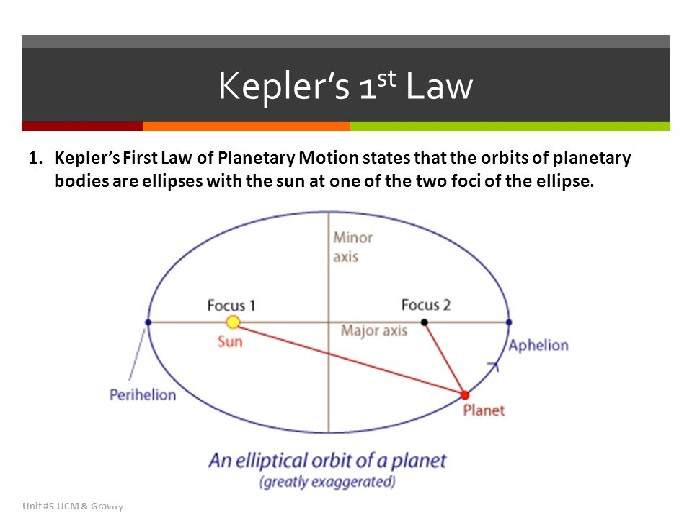 Kepler's 1st Law
1. Kepler's First Law of Planetary Motion states that the orbits of planetary
bodies are ellipses with the sun at one of the two foci of the ellipse.
Minor
axis
Focus 1
Focus 2
Major axis
Sun
Aphelion
Perihelion
Planet
An elliptical orbit of a planet
(greatly exaggerated)
Unit #5 UCM & Gravity